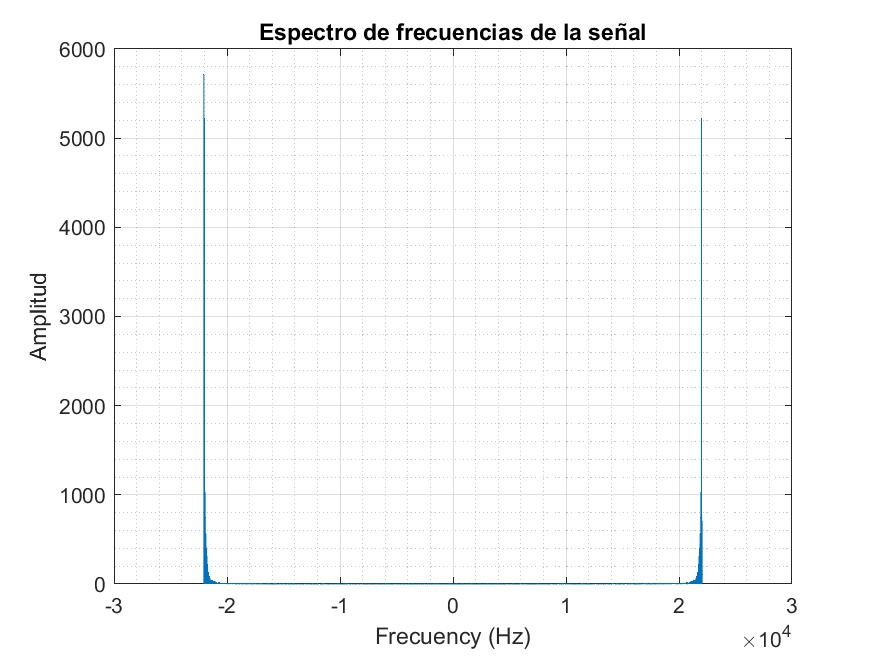 Espectro de frecuencias de la señal
6000
5000
4000
3000
2000
1000
0
Amplitud
-3 -2 -1 0 1 2 3
Frecuency (Hz)
×10⁴